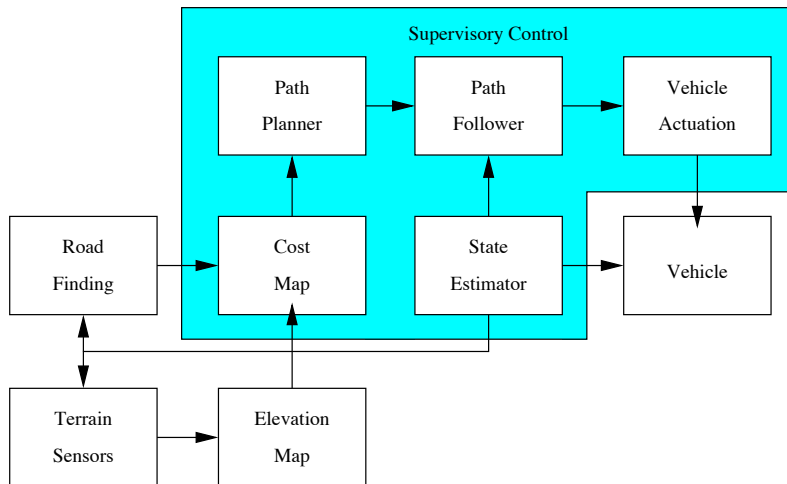 Supervisory Control
Path
Planner
Path
Follower
Vehicle
Actuation
Road
Finding
Cost
Map
State
Estimator
Vehicle
Terrain
Sensors
Elevation
Map